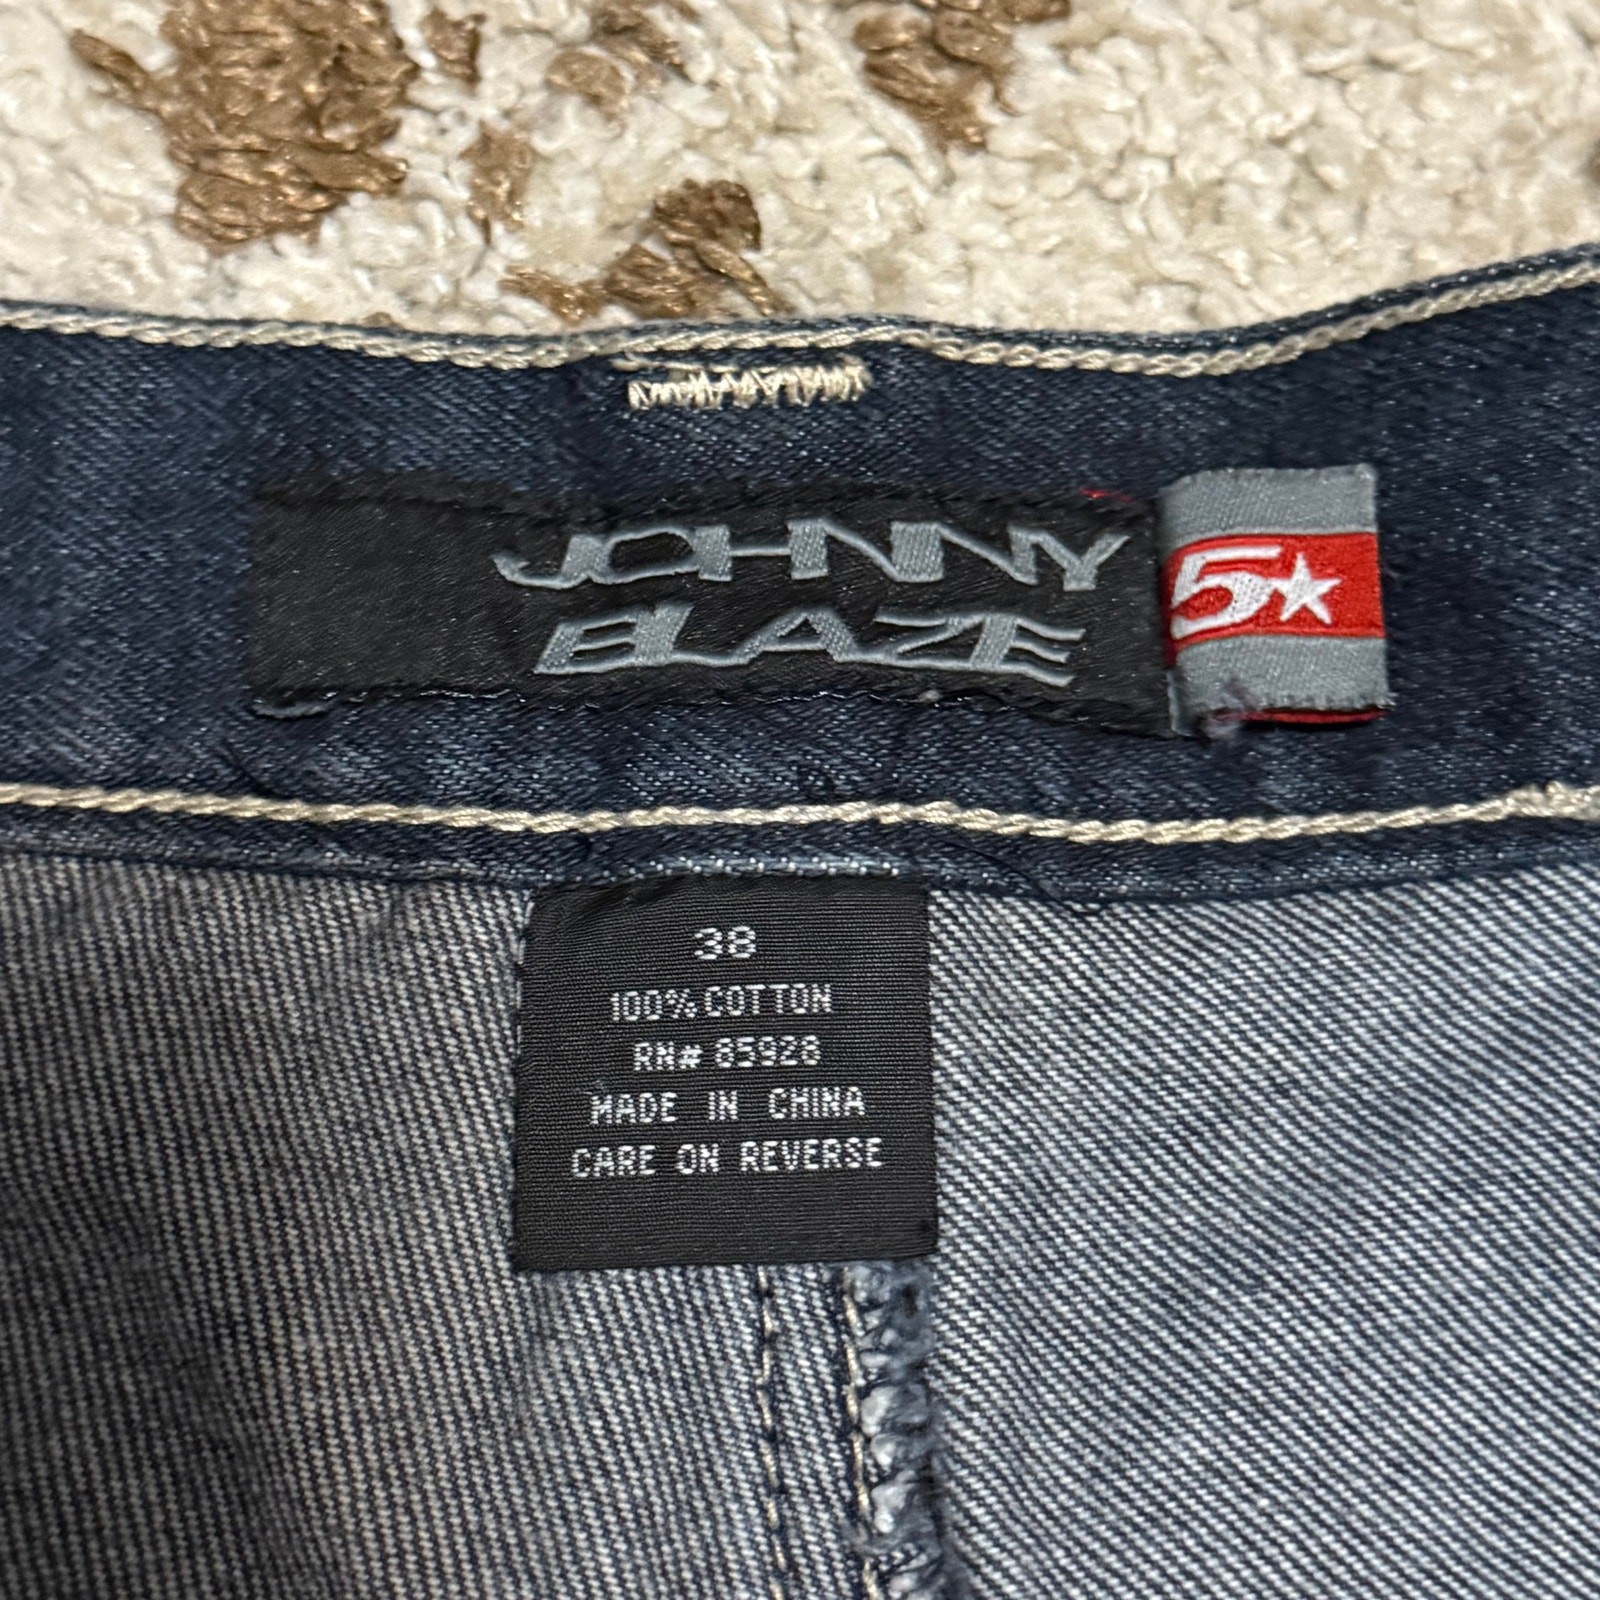 JOHNNY
BLAZE
5★
38
100% COTTON
RN# 85928
MADE IN CHINA
CARE ON REVERSE